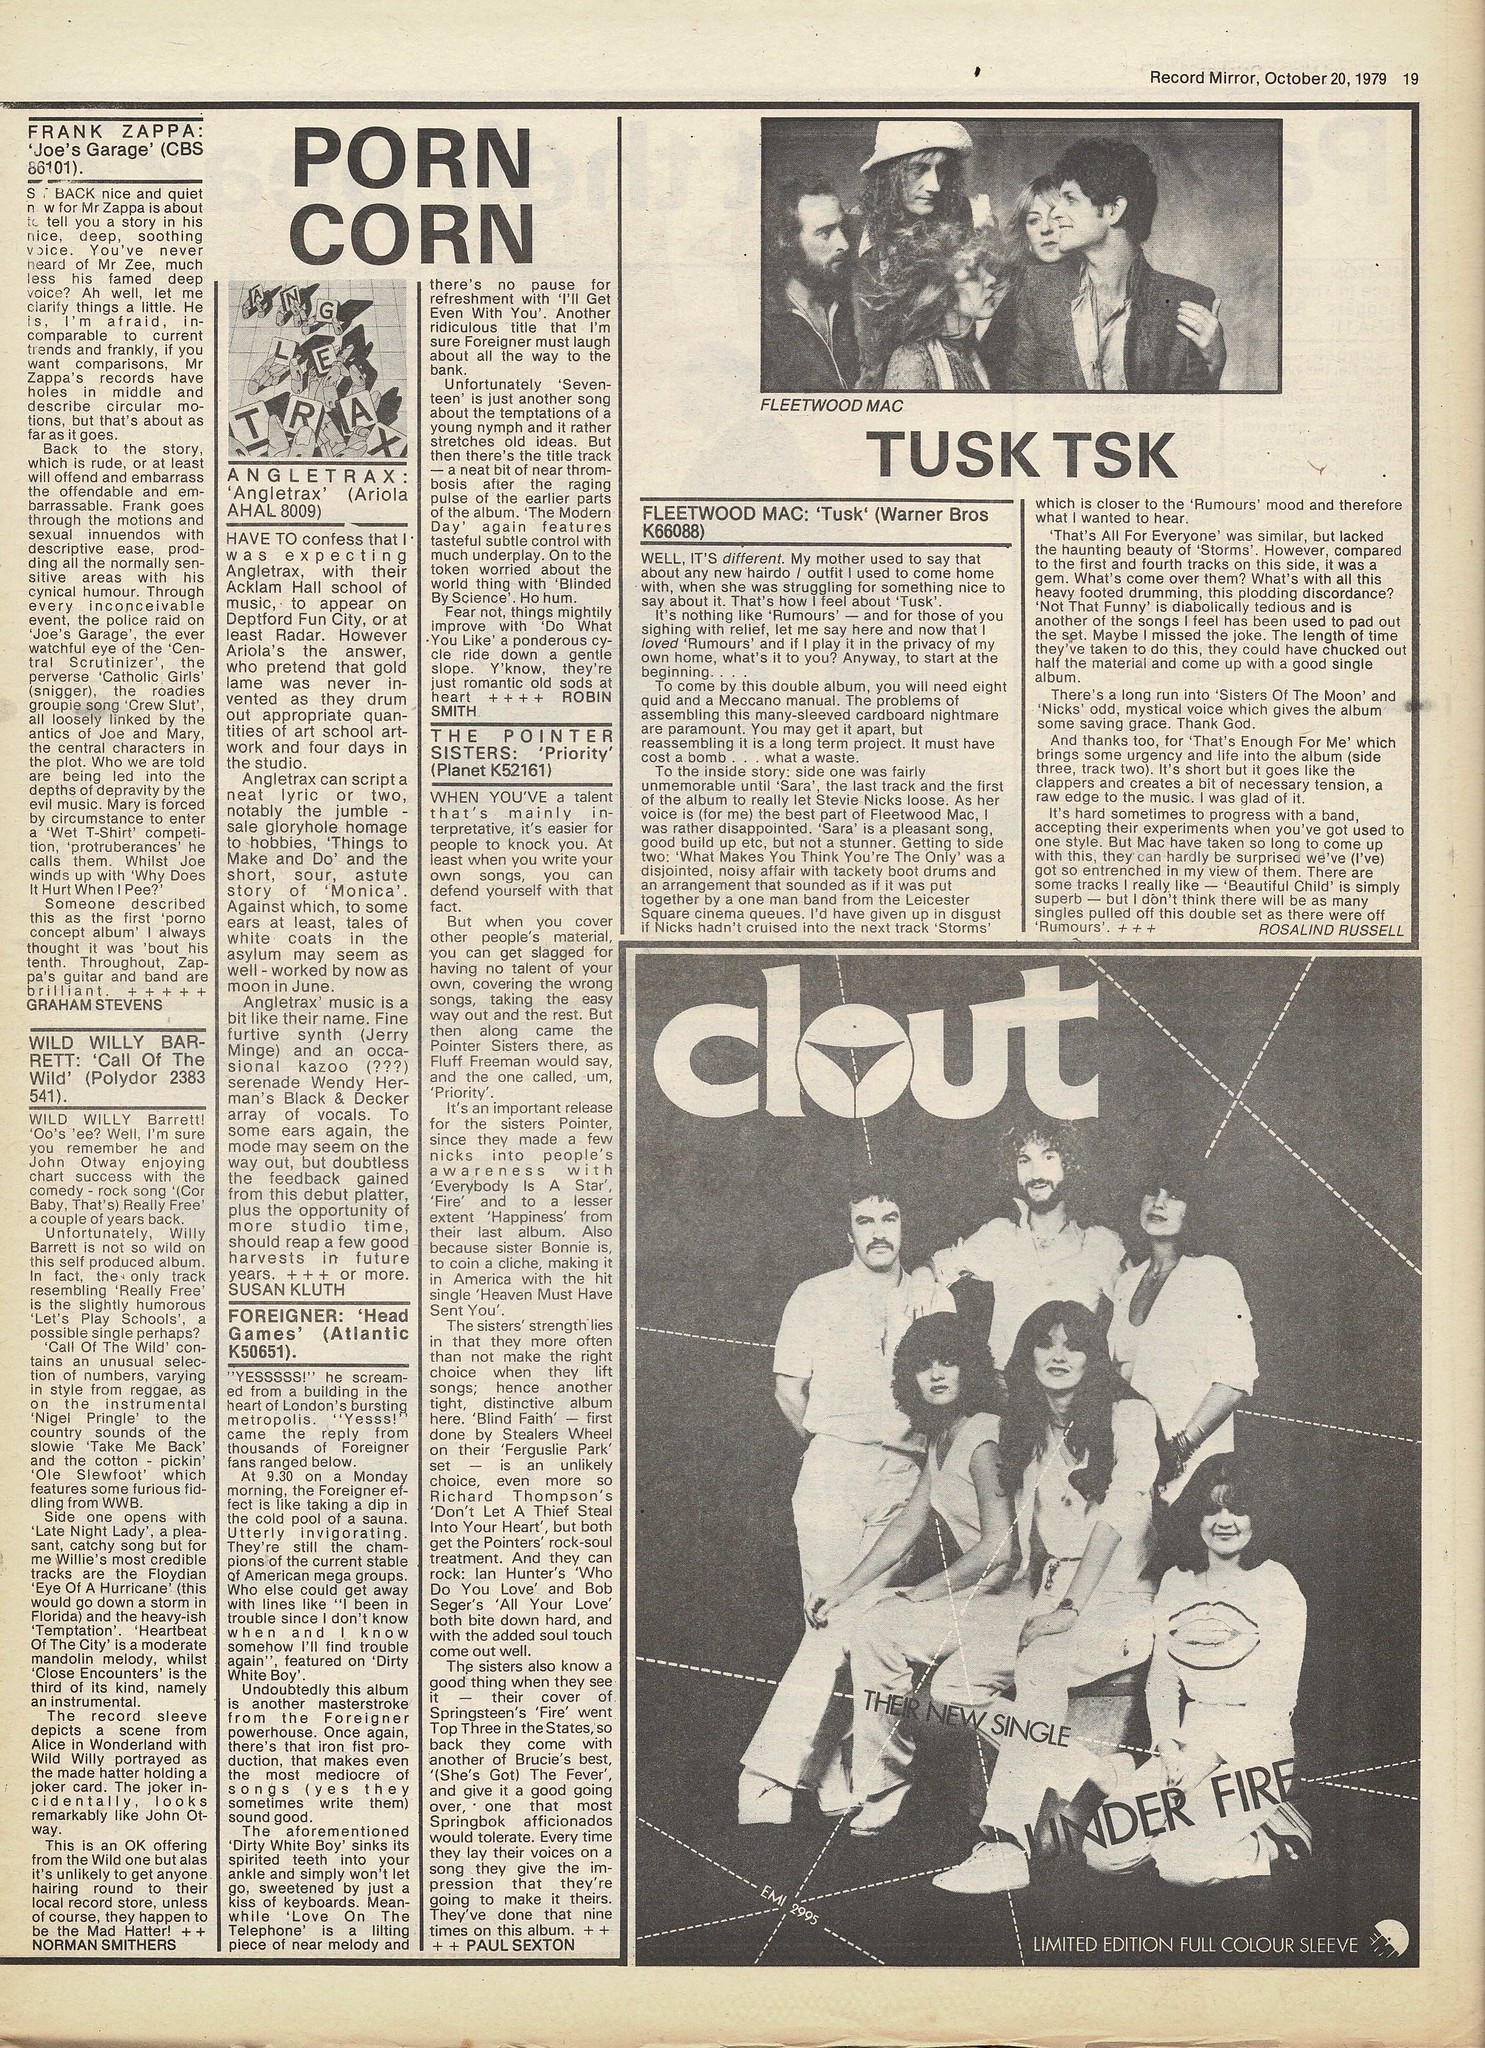 Record Mirror, October 20, 1979 19
FRANK ZAPPA:
'Joe's Garage' (CBS
86101).
BACK nice and quiet
for Mr Zappa is about
tell you a story in his
nice, deep, soothing
voice. You've never
heard of Mr Zee, much
less his famed deep
voice? Ah well, let me
clarify things a little. He
is, I'm afraid, in-
comparable to current
trends and frankly, if you
want comparisons, Mr
Zappa's records have
holes in middle and
describe circular mo-
tions, but that's about as
far as it goes.
Back to the story,
which is rude, or at least
will offend and embarrass
the offendable and em-
barrassable. Frank goes
through the motions and
sexual innuendos with
descriptive ease, prod-
ding all the normally sen-
sitive areas with his
cynical humour. Through
every inconceivable
event, the police raid on
'Joe's Garage', the ever
watchful eye of the 'Cen-
tral Scrutinizer', the
perverse 'Catholic Girls'
(snigger), the roadies
groupie song 'Crew Slut',
all loosely linked by the
antics of Joe and Mary,
the central characters in
the plot. Who we are told
are being led into the
depths of depravity by the
evil music. Mary is forced
by circumstance to enter
a 'Wet T-Shirt' competi-
tion, 'protruberances' he
calls them. Whilst Joe
winds up with 'Why Does
It Hurt When I Pee?'
Someone described
this as the first 'porno
concept album' I always
thought it was 'bout his
tenth. Throughout, Zap-
pa's guitar and band are
brilliant. + + + + +
GRAHAM STEVENS
WILD WILLY BAR-
RETT: 'Call Of The
Wild' (Polydor 2383
541).
WILD WILLY Barrett!
'Oo's 'ee? Well, I'm sure
you remember he and
John Otway enjoying
chart success with the
comedy - rock song '(Cor
Baby, That's) Really Free'
a couple of years back.
Unfortunately, Willy
Barrett is not so wild on
this self produced album.
In fact, the only track
resembling 'Really Free'
is the slightly humorous
'Let's Play Schools', a
possible single perhaps?
'Call Of The Wild' con-
tains an unusual selec-
tion of numbers, varying
in style from reggae, as
on the instrumental
'Nigel Pringle' to the
country sounds of the
slowie 'Take Me Back'
and the cotton - pickin'
'Ole Slewfoot' which
features some furious fid-
dling from WWB.
Side one opens with
'Late Night Lady', a plea-
sant, catchy song but for
me Willie's most credible
tracks are the Floydian
'Eye Of A Hurricane' (this
would go down a storm in
Florida) and the heavy-ish
'Temptation'. 'Heartbeat
Of The City' is a moderate
mandolin melody, whilst
'Close Encounters' is the
third of its kind, namely
an instrumental.
The record sleeve
depicts a scene from
Alice in Wonderland with
Wild Willy portrayed as
the made hatter holding a
joker card. The joker in-
cidentally, looks
remarkably like John Ot-
way.
This is an OK offering
from the Wild one but alas
it's unlikely to get anyone
hairing round to their
local record store, unless
of course, they happen to
be the Mad Hatter! + +
NORMAN SMITHERS
PORN
CORN
ANG
LE
TRAX
ANGLETRAX:
'Angletrax' (Ariola
AHAL 8009)
HAVE TO confess that I
was expecting
Angletrax, with their
Acklam Hall school of
music, to appear on
Deptford Fun City, or at
least Radar. However
Ariola's the answer,
who pretend that gold
lame was never in-
vented as they drum
out appropriate quan-
tities of art school art-
work and four days in
the studio.
Angletrax can script a
neat lyric or two,
notably the jumble -
sale gloryhole homage
to hobbies, 'Things to
Make and Do' and the
short, sour, astute
story of 'Monica'.
Against which, to some
ears at least, tales of
white coats in the
asylum may seem as
well - worked by now as
moon in June.
Angletrax' music is a
bit like their name. Fine
furtive synth (Jerry
Minge) and an occa-
sional kazoo (???)
serenade Wendy Her-
man's Black & Decker
array of vocals. To
some ears again, the
mode may seem on the
way out, but doubtless
the feedback gained
from this debut platter,
plus the opportunity of
more studio time,
should reap a few good
harvests in future
years. + + + or more.
SUSAN KLUTH
FOREIGNER: 'Head
Games' (Atlantic
K50651).
"YESSSSS!" he scream-
ed from a building in the
heart of London's bursting
metropolis. "Yesss!"
came the reply from
thousands of Foreigner
fans ranged below.
At 9.30 on a Monday
morning, the Foreigner ef-
fect is like taking a dip in
the cold pool of a sauna.
Utterly invigorating.
They're still the cham-
pions of the current stable
of American mega groups.
Who else could get away
with lines like "I been in
trouble since I don't know
when and I know
somehow I'll find trouble
again", featured on 'Dirty
White Boy'.
Undoubtedly this album
is another masterstroke
from the Foreigner
powerhouse. Once again,
there's that iron fist pro-
duction, that makes even
the most mediocre of
songs (yes they
sometimes write them)
sound good.
The aforementioned
'Dirty White Boy' sinks its
spirited teeth into your
ankle and simply won't let
go, sweetened by just a
kiss of keyboards. Mean-
while 'Love On The
Telephone' is a lilting
piece of near melody and
there's no pause for
refreshment with 'I'll Get
Even With You'. Another
ridiculous title that I'm
sure Foreigner must laugh
about all the way to the
bank.
Unfortunately 'Seven-
teen' is just another song
about the temptations of a
young nymph and it rather
stretches old ideas. But
then there's the title track
— a neat bit of near throm-
bosis after the raging
pulse of the earlier parts
of the album. 'The Modern
Day' again features
tasteful subtle control with
much underplay. On to the
token worried about the
world thing with 'Blinded
By Science'. Ho hum.
Fear not, things mightily
improve with 'Do What
You Like' a ponderous cy-
cle ride down a gentle
slope. Y'know, they're
just romantic old sods at
heart + + + + ROBIN
SMITH
THE POINTER
SISTERS: 'Priority'
(Planet K52161)
WHEN YOU'VE a talent
that's mainly in-
terpretative, it's easier for
people to knock you. At
least when you write your
own songs, you can
defend yourself with that
fact.
But when you cover
other people's material,
you can get slagged for
having no talent of your
own, covering the wrong
songs, taking the easy
way out and the rest. But
then along came the
Pointer Sisters there, as
Fluff Freeman would say,
and the one called, um,
'Priority'.
It's an important release
for the sisters Pointer,
since they made a few
nicks into people's
awareness with
'Everybody Is A Star',
'Fire' and to a lesser
extent 'Happiness' from
their last album. Also
because sister Bonnie is,
to coin a cliche, making it
in America with the hit
single 'Heaven Must Have
Sent You'.
The sisters' strength lies
in that they more often
than not make the right
choice when they lift
songs; hence another
tight, distinctive album
here. 'Blind Faith' — first
done by Stealers Wheel
on their 'Ferguslie Park'
set — is an unlikely
choice, even more so
Richard Thompson's
'Don't Let A Thief Steal
Into Your Heart', but both
get the Pointers' rock-soul
treatment. And they can
rock: Ian Hunter's 'Who
Do You Love' and Bob
Seger's 'All Your Love'
both bite down hard, and
with the added soul touch
come out well.
The sisters also know a
good thing when they see
it — their cover of
Springsteen's 'Fire' went
Top Three in the States, so
back they come with
another of Brucie's best,
'(She's Got) The Fever',
and give it a good going
over, one that most
Springbok afficionados
would tolerate. Every time
they lay their voices on a
song they give the im-
pression that they're
going to make it theirs.
They've done that nine
times on this album. + +
+ + PAUL SEXTON
FLEETWOOD MAC
TUSK TSK
FLEETWOOD MAC: 'Tusk' (Warner Bros
K66088)
WELL, IT'S different. My mother used to say that
about any new hairdo / outfit I used to come home
with, when she was struggling for something nice to
say about it. That's how I feel about 'Tusk'.
It's nothing like 'Rumours' — and for those of you
sighing with relief, let me say here and now that I
loved 'Rumours' and if I play it in the privacy of my
own home, what's it to you? Anyway, to start at the
beginning. . . .
To come by this double album, you will need eight
quid and a Meccano manual. The problems of
assembling this many-sleeved cardboard nightmare
are paramount. You may get it apart, but
reassembling it is a long term project. It must have
cost a bomb . . . what a waste.
To the inside story: side one was fairly
unmemorable until 'Sara', the last track and the first
of the album to really let Stevie Nicks loose. As her
voice is (for me) the best part of Fleetwood Mac, I
was rather disappointed. 'Sara' is a pleasant song,
good build up etc, but not a stunner. Getting to side
two: 'What Makes You Think You're The Only' was a
disjointed, noisy affair with tackety boot drums and
an arrangement that sounded as if it was put
together by a one man band from the Leicester
Square cinema queues. I'd have given up in disgust
if Nicks hadn't cruised into the next track 'Storms'
which is closer to the 'Rumours' mood and therefore
what I wanted to hear.
'That's All For Everyone' was similar, but lacked
the haunting beauty of 'Storms'. However, compared
to the first and fourth tracks on this side, it was a
gem. What's come over them? What's with all this
heavy footed drumming, this plodding discordance?
'Not That Funny' is diabolically tedious and is
another of the songs I feel has been used to pad out
the set. Maybe I missed the joke. The length of time
they've taken to do this, they could have chucked out
half the material and come up with a good single
album.
There's a long run into 'Sisters Of The Moon' and
'Nicks' odd, mystical voice which gives the album
some saving grace. Thank God.
And thanks too, for 'That's Enough For Me' which
brings some urgency and life into the album (side
three, track two). It's short but it goes like the
clappers and creates a bit of necessary tension, a
raw edge to the music. I was glad of it.
It's hard sometimes to progress with a band,
accepting their experiments when you've got used to
one style. But Mac have taken so long to come up
with this, they can hardly be surprised we've (I've)
got so entrenched in my view of them. There are
some tracks I really like — 'Beautiful Child' is simply
superb — but I don't think there will be as many
singles pulled off this double set as there were off
'Rumours'. + + + ROSALIND RUSSELL
clout
THEIR NEW SINGLE
UNDER FIRE
EMI 2995
LIMITED EDITION FULL COLOUR SLEEVE